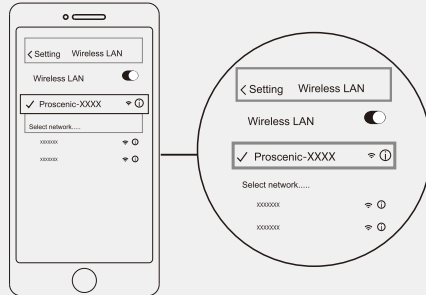 Setting Wireless LAN
Wireless LAN
Proscenic-XXXX
Select network.....
xxxxxxx
xxxxxxx
Setting Wireless LAN
Wireless LAN
Proscenic-XXXX
Select network.....
xxxxxxx
xxxxxxx